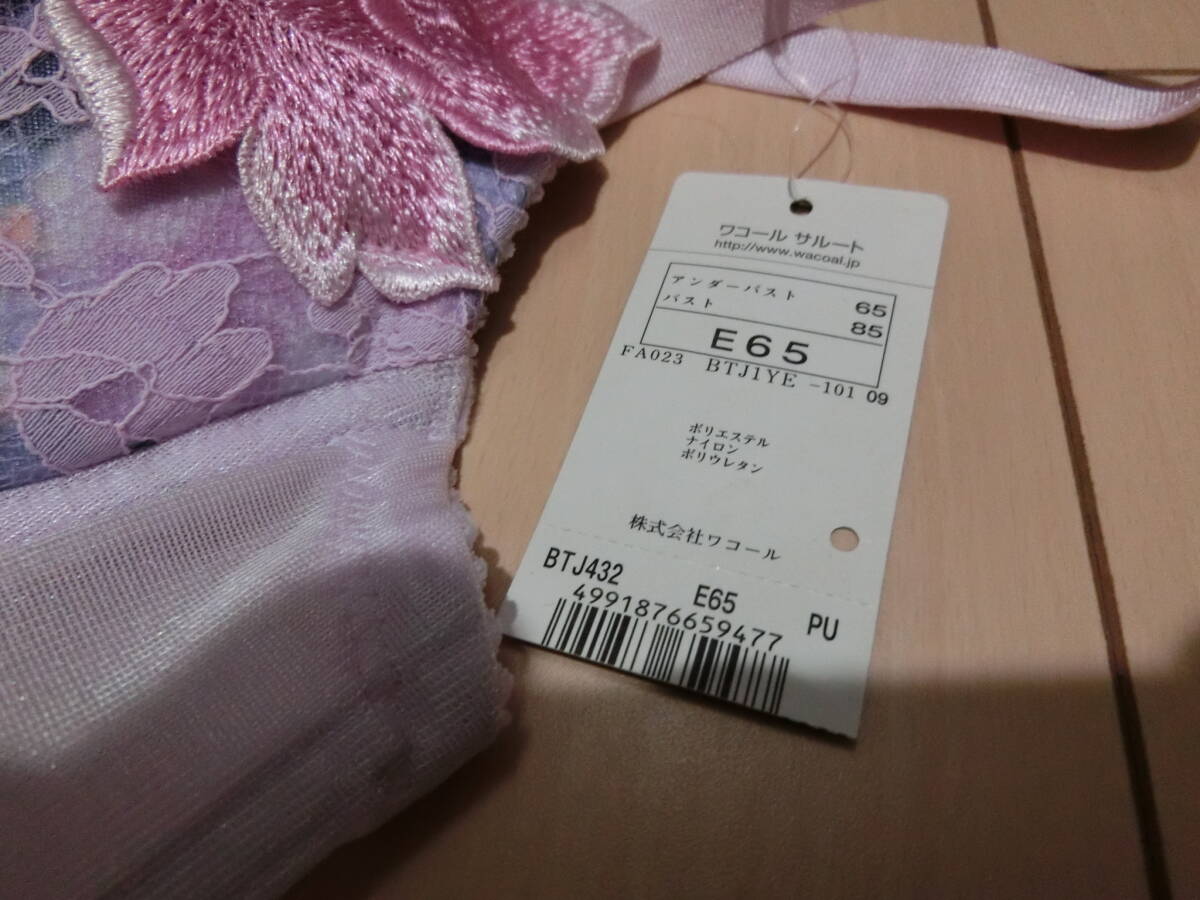 ワコール サルート
http://www.wacoal.jp
アンダーバスト 65
バスト 85
E65
FA023 BTJ1YE -101 09
ポリエステル
ナイロン
ポリウレタン
株式会社ワコール
BTJ432 E65 PU
4991876659477